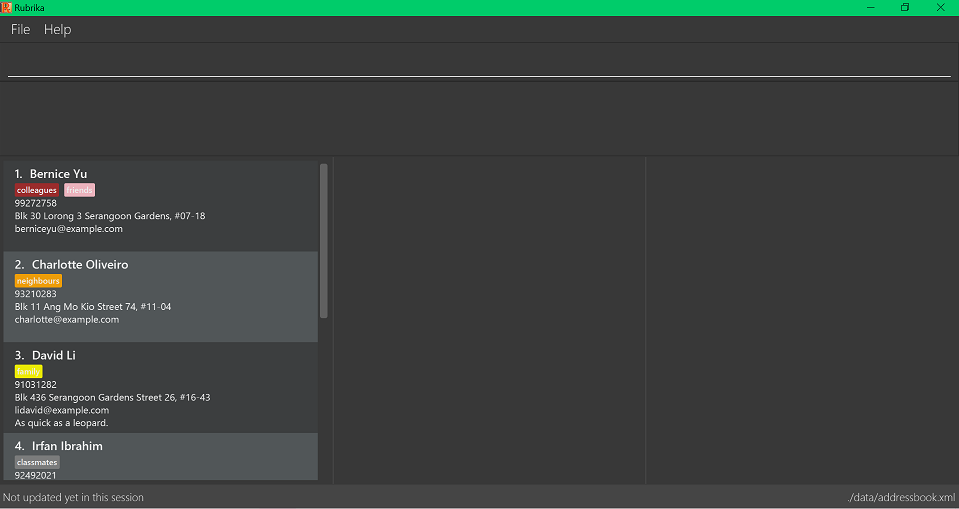 Rubrika
File Help
1. Bernice Yu
colleagues friends
99272758
Blk 30 Lorong 3 Serangoon Gardens, #07-18
berniceyu@example.com
2. Charlotte Oliveiro
neighbours
93210283
Blk 11 Ang Mo Kio Street 74, #11-04
charlotte@example.com
3. David Li
family
91031282
Blk 436 Serangoon Gardens Street 26, #16-43
lidavid@example.com
As quick as a leopard.
4. Irfan Ibrahim
classmates
92492021
Not updated yet in this session
./data/addressbook.xml